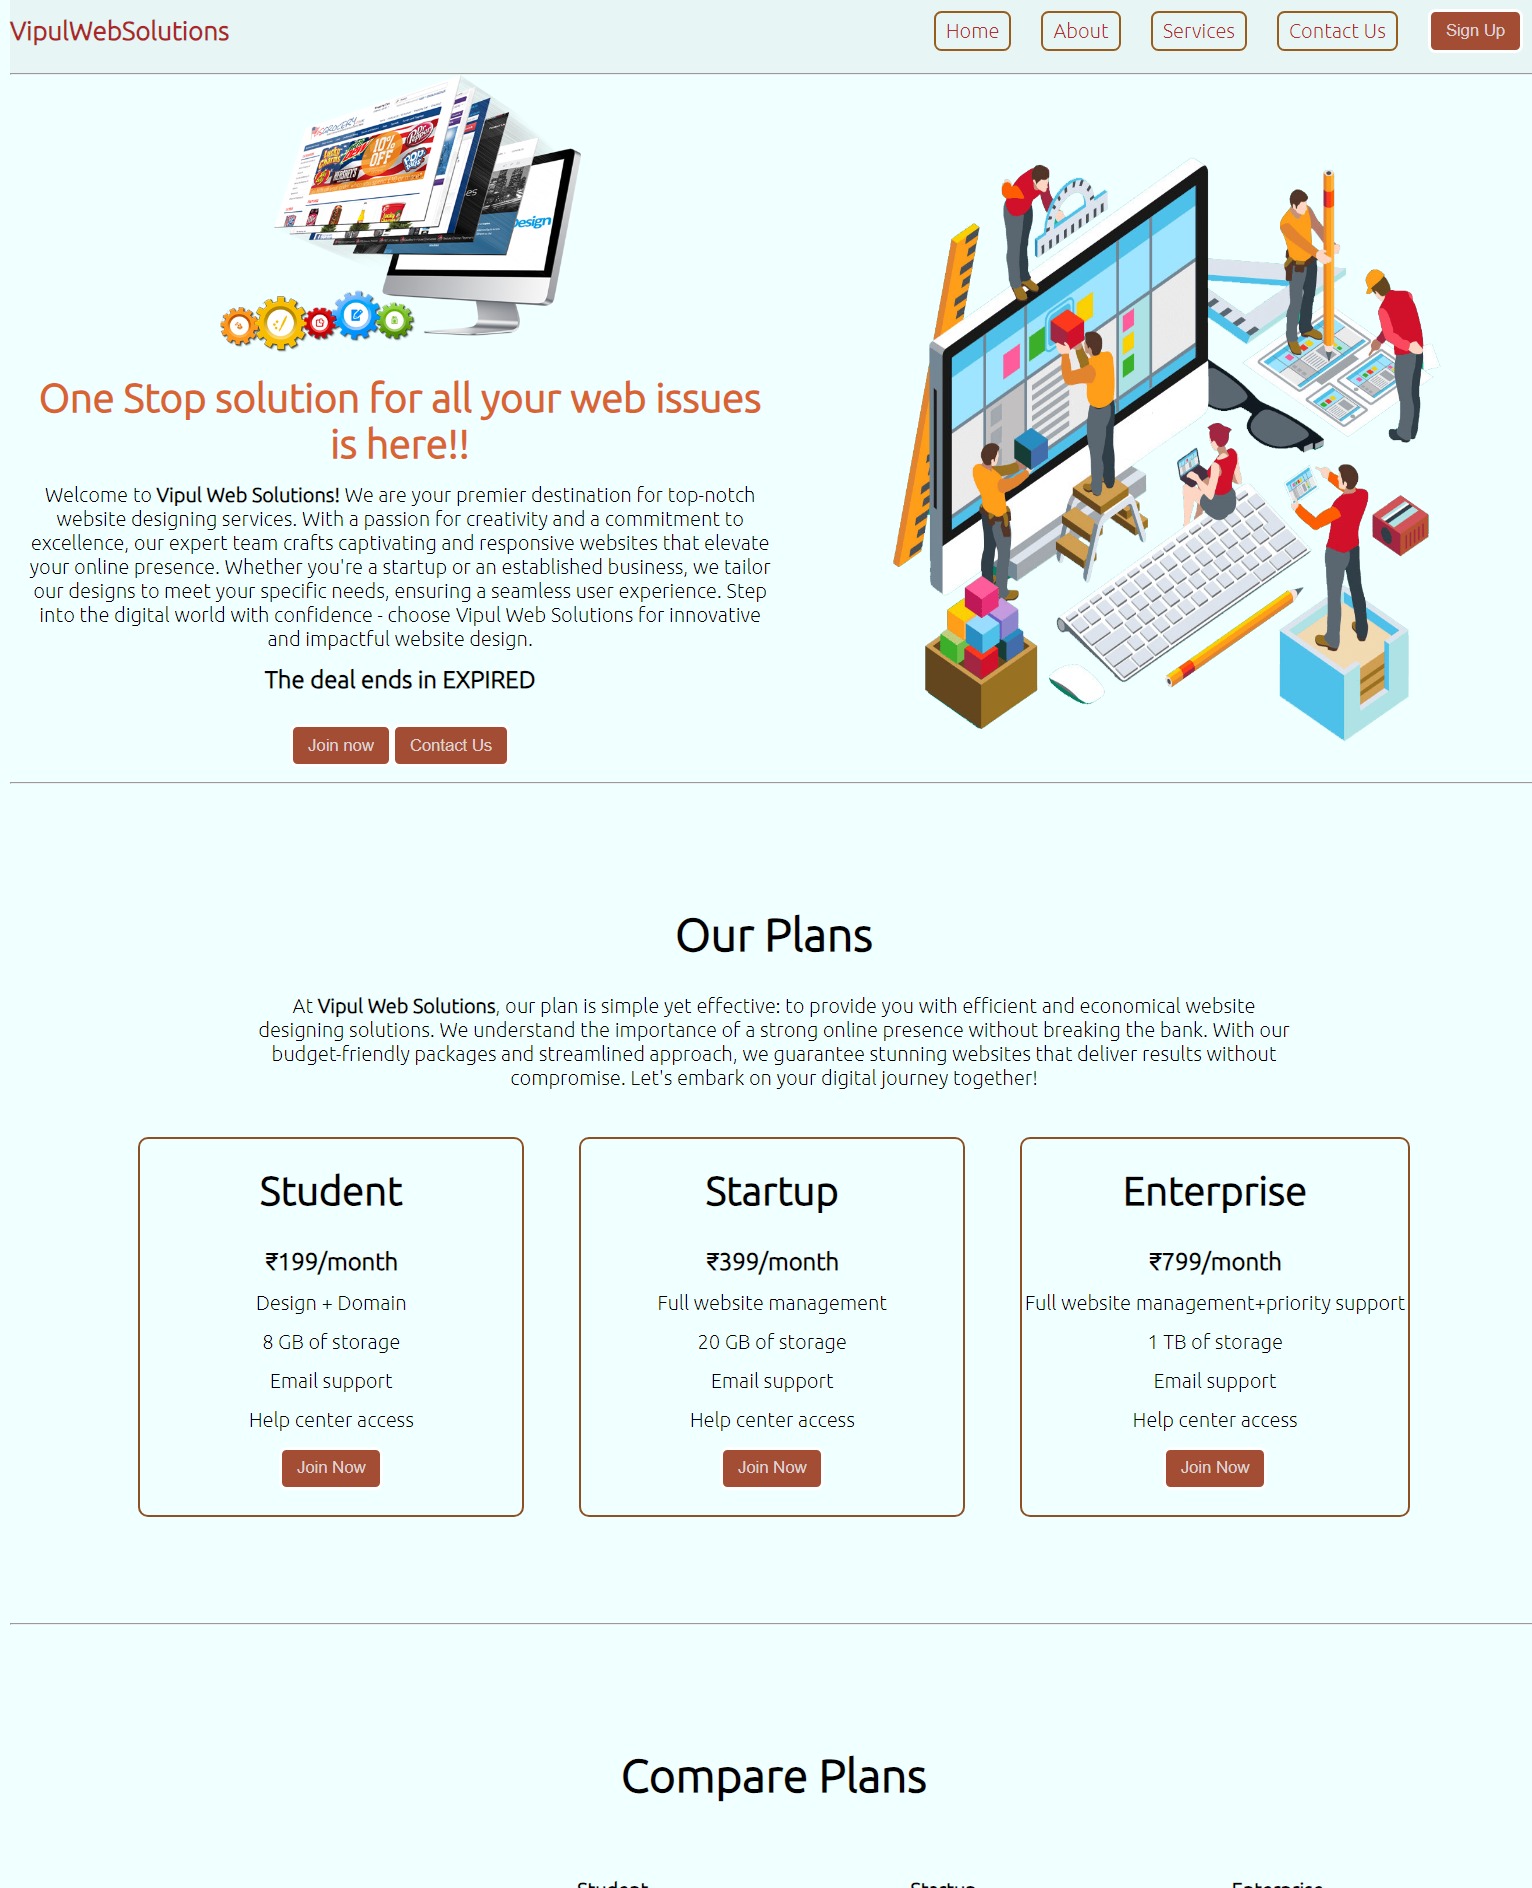 VipulWebSolutions
Home
About
Services
Contact Us
Sign Up
10%
OFF
HERSHEY'S
Design
One Stop solution for all your web issues
is here!!
Welcome to Vipul Web Solutions! We are your premier destination for top-notch
website designing services. With a passion for creativity and a commitment to
excellence, our expert team crafts captivating and responsive websites that elevate
your online presence. Whether you're a startup or an established business, we tailor
our designs to meet your specific needs, ensuring a seamless user experience. Step
into the digital world with confidence - choose Vipul Web Solutions for innovative
and impactful website design.
The deal ends in EXPIRED
Join now
Contact Us
Our Plans
At Vipul Web Solutions, our plan is simple yet effective: to provide you with efficient and economical website
designing solutions. We understand the importance of a strong online presence without breaking the bank. With our
budget-friendly packages and streamlined approach, we guarantee stunning websites that deliver results without
compromise. Let's embark on your digital journey together!
Student
₹199/month
Design + Domain
8 GB of storage
Email support
Help center access
Join Now
Startup
₹399/month
Full website management
20 GB of storage
Email support
Help center access
Join Now
Enterprise
₹799/month
Full website management+priority support
1 TB of storage
Email support
Help center access
Join Now
Compare Plans
Student
Startup
Enterprise